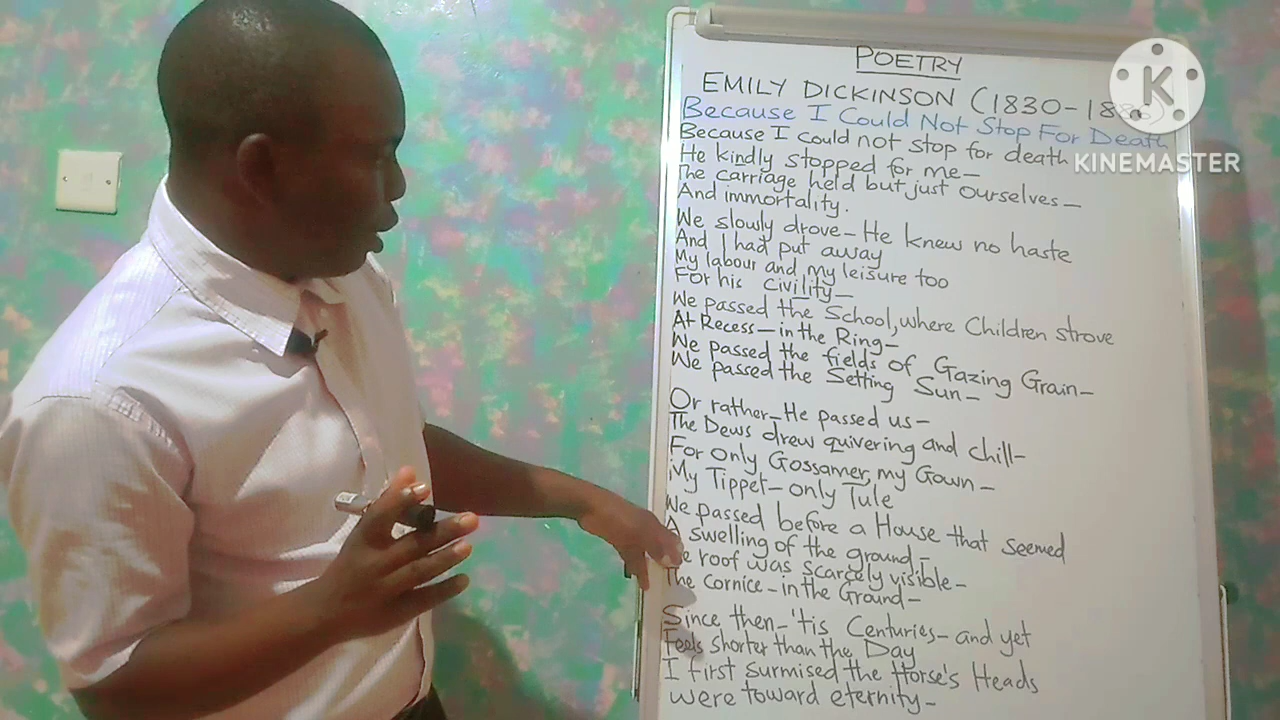 POETRY
EMILY DICKINSON (1830-188
Because I Could Not Stop For Death
Because I could not stop for death
He kindly stopped for me-
The carriage held but just ourselves-
And immortality.
We slowly drove-He knew no haste
And I had put away
My labour and my leisure too
For his civility-
We passed the School, where Children strove
At Recess-in the Ring-
We passed the fields of Gazing Grain-
We passed the Setting Sun-
Or rather-He passed us-
The Dews drew quivering and chill-
For only Gossamer, my Gown-
My Tippet-only Tule
We passed before a House that seemed
A swelling of the ground-
roof was scarcely visible-
The cornice-in the Ground-
Since then-'tis Centuries-and yet
Feels shorter than the Day
I first surmised the Horse's Heads
were toward eternity-
K
KINEMASTER